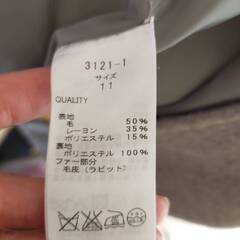 3121-1
サイズ
11
QUALITY
表地
毛 50%
レーヨン 35%
ポリエステル 15%
裏地
ポリエステル 100%
ファー部分
毛皮（ラビット）